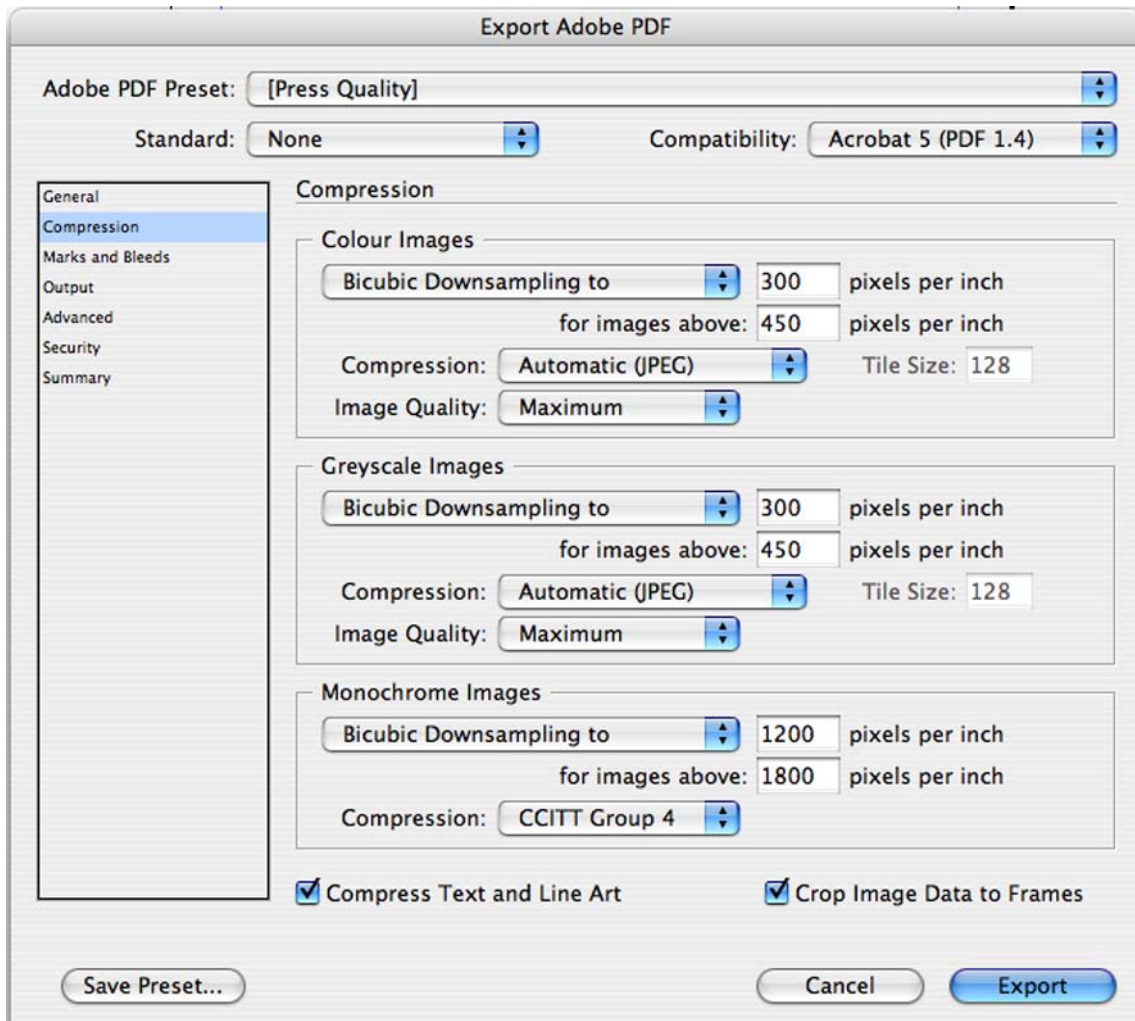 Export Adobe PDF
Adobe PDF Preset: [Press Quality]
Standard: None Compatibility: Acrobat 5 (PDF 1.4)
General
Compression
Marks and Bleeds
Output
Advanced
Security
Summary
Compression
Colour Images
Bicubic Downsampling to 300 pixels per inch
for images above: 450 pixels per inch
Compression: Automatic (JPEG) Tile Size: 128
Image Quality: Maximum
Greyscale Images
Bicubic Downsampling to 300 pixels per inch
for images above: 450 pixels per inch
Compression: Automatic (JPEG) Tile Size: 128
Image Quality: Maximum
Monochrome Images
Bicubic Downsampling to 1200 pixels per inch
for images above: 1800 pixels per inch
Compression: CCITT Group 4
Compress Text and Line Art Crop Image Data to Frames
Save Preset... Cancel Export